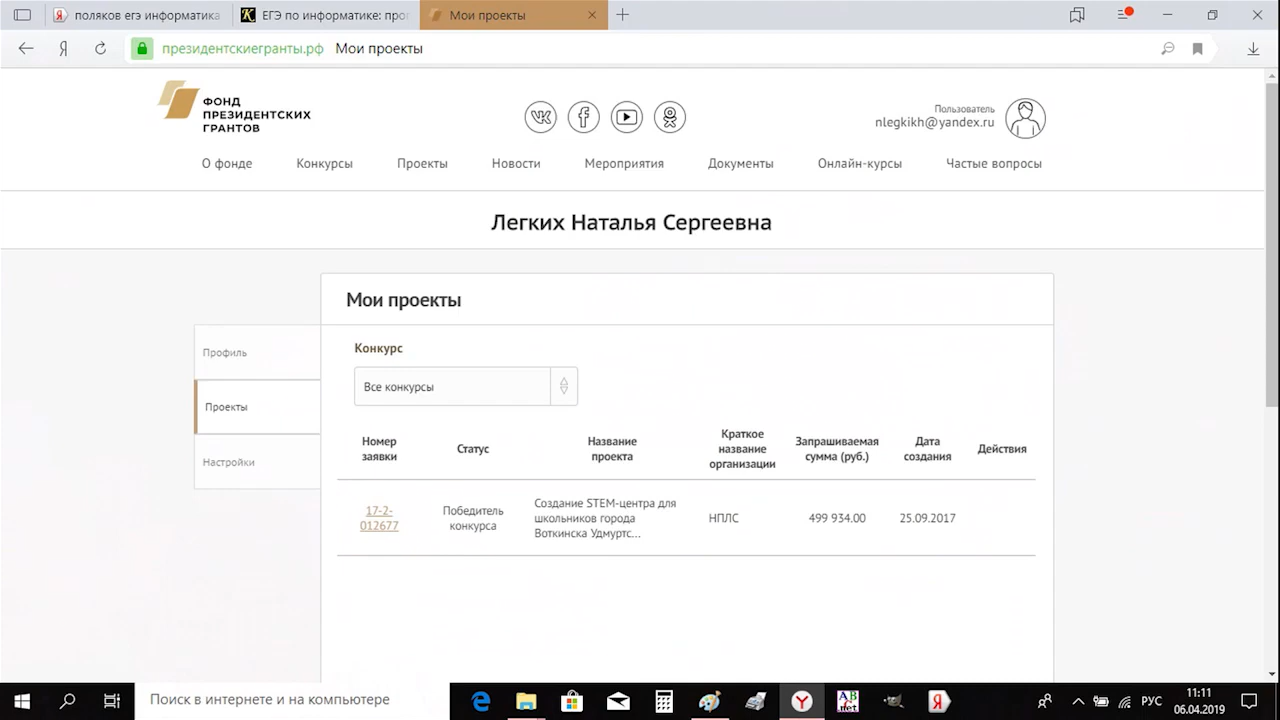 поляков егэ информатика
ЕГЭ по информатике: про
Мои проекты
президентскиегранты.рф Мои проекты
ФОНД
ПРЕЗИДЕНТСКИХ
ГРАНТОВ
Пользователь
nlegkikh@yandex.ru
О фонде
Конкурсы
Проекты
Новости
Мероприятия
Документы
Онлайн-курсы
Частые вопросы
Легких Наталья Сергеевна
Мои проекты
Профиль
Проекты
Настройки
Конкурс
Все конкурсы
Номер
заявки
Статус
Название
проекта
Краткое
название
организации
Запрашиваемая
сумма (руб.)
Дата
создания
Действия
17-2-
012677
Победитель
конкурса
Создание STEM-центра для
школьников города
Воткинска Удмуртс...
НПЛС
499 934.00
25.09.2017
Поиск в интернете и на компьютере
РУС
11:11
06.04.2019